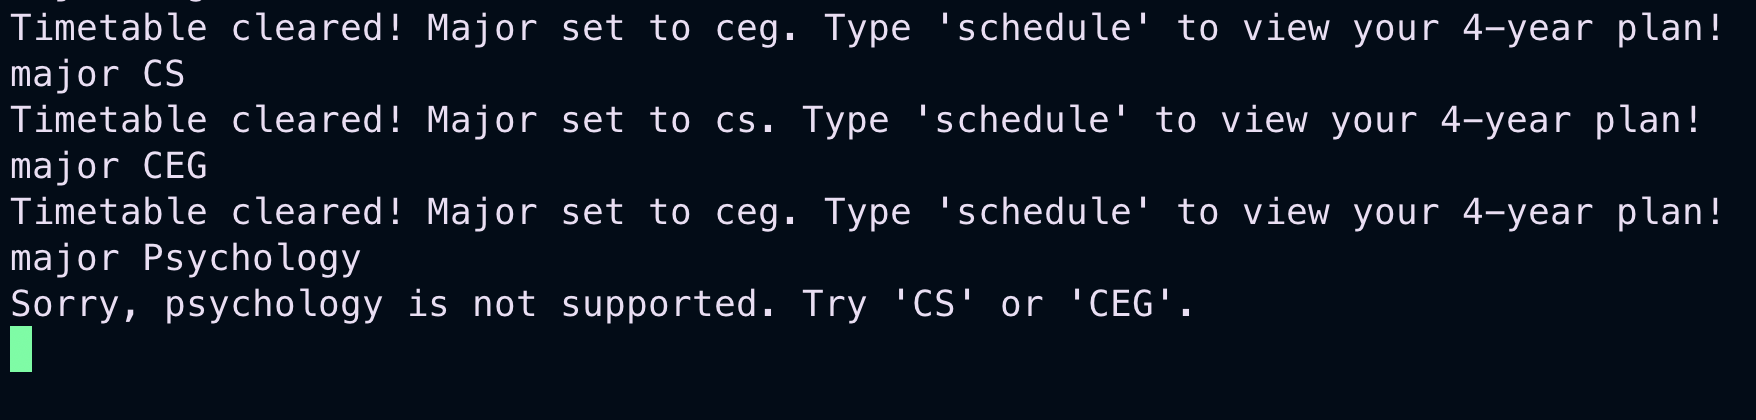 Timetable cleared! Major set to ceg. Type 'schedule' to view your 4-year plan!
major CS
Timetable cleared! Major set to cs. Type 'schedule' to view your 4-year plan!
major CEG
Timetable cleared! Major set to ceg. Type 'schedule' to view your 4-year plan!
major Psychology
Sorry, psychology is not supported. Try 'CS' or 'CEG'.